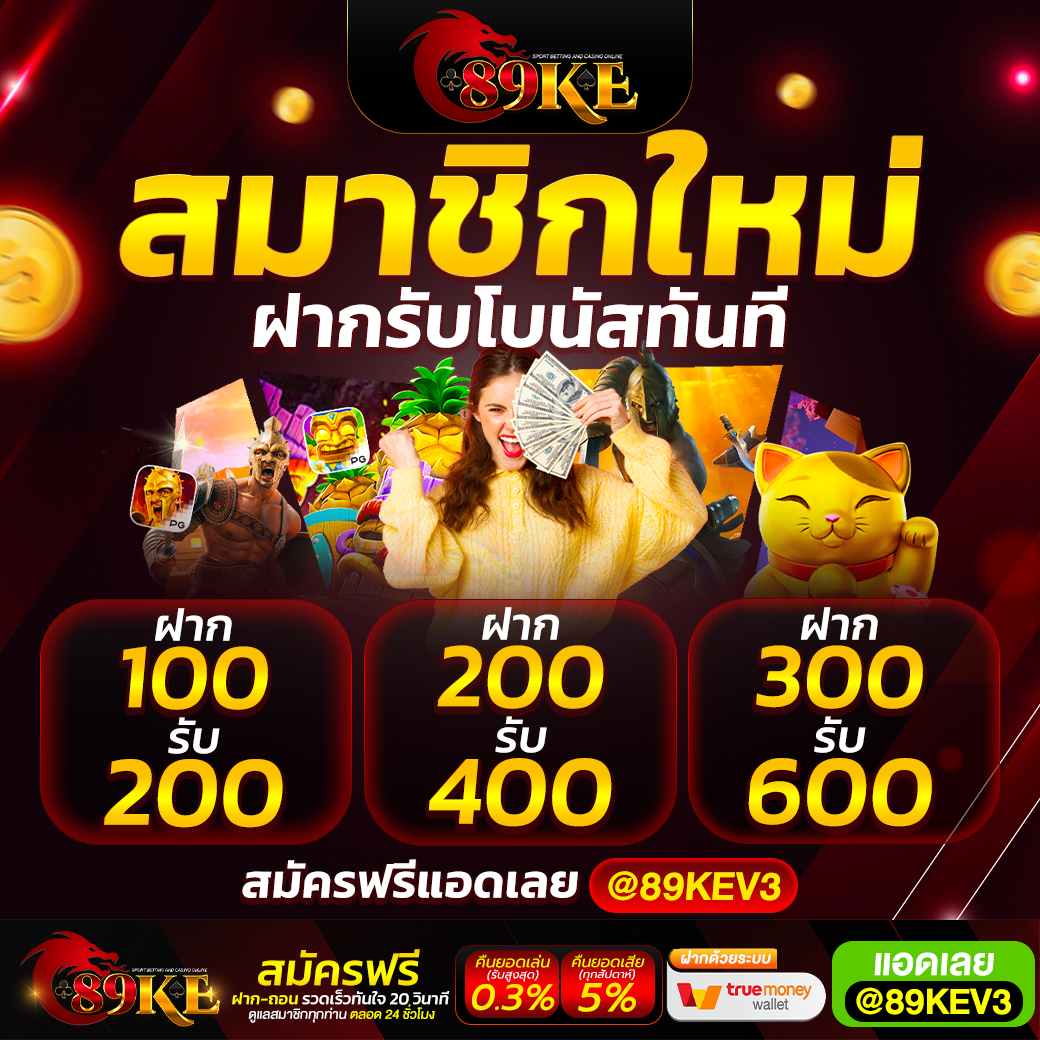 SPORT BETTING AND CASINO ONLINE
89KE
สมาชิกใหม่
ฝากรับโบนัสทันที
PG
PG
ฝาก
100
รับ
200
ฝาก
200
รับ
400
ฝาก
300
รับ
600
สมัครฟรีแอดเลย @89KEV3
SPORT BETTING AND CASINO ONLINE
89KE
สมัครฟรี
ฝาก-ถอน รวดเร็วทันใจ 20 วินาที
ดูแลสมาชิกทุกท่าน ตลอด 24 ชั่วโมง
คืนยอดเล่น
(รับสูงสุด)
0.3%
คืนยอดเสีย
(ทุกสัปดาห์)
5%
ฝากด้วยระบบ
truemoney
wallet
แอดเลย
@89KEV3